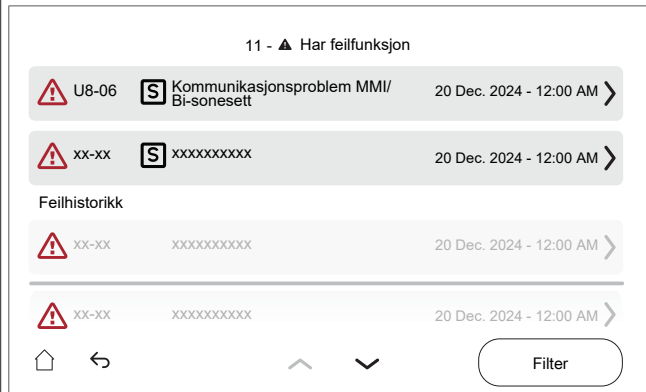 11 - Har feilfunksjon
U8-06 S Kommunikasjonsproblem MMI/
Bi-sonesett 20 Dec. 2024 - 12:00 AM
xx-xx S xxxxxxxxxx 20 Dec. 2024 - 12:00 AM
Feilhistorikk
xx-xx xxxxxxxxxx 20 Dec. 2024 - 12:00 AM
xx-xx xxxxxxxxxx 20 Dec. 2024 - 12:00 AM
Filter